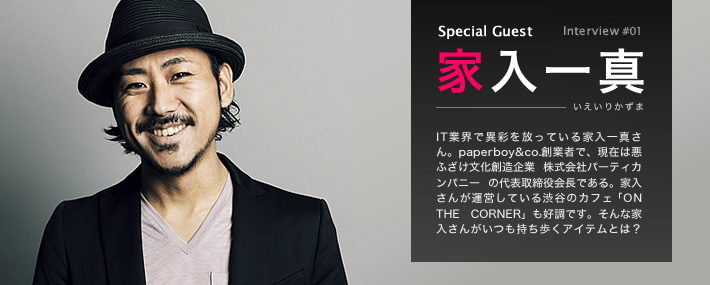 Special Guest Interview #01
家入一真
いえいりかずま
IT業界で異彩を放っている家入一真さ
ん。paperboy&co.創業者で、現在は悪
ふざけ文化創造企業 株式会社パーティカ
ンパニー の代表取締役会長である。家入
さんが運営している渋谷のカフェ「ON
THE CORNER」も好調です。そんな家
入さんがいつも持ち歩くアイテムとは？